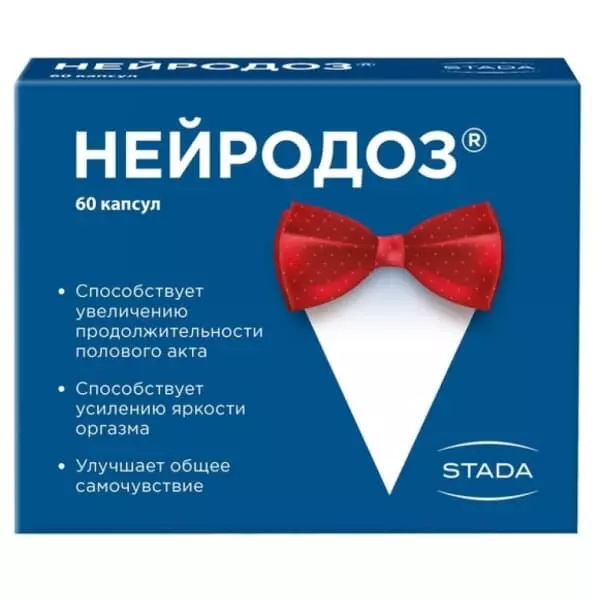 НЕЙРОДОЗ®
60 капсул
STADA
НЕЙРОДОЗ®
60 капсул
• Способствует
увеличению
продолжительности
полового акта
• Способствует
усилению яркости
оргазма
• Улучшает общее
самочувствие
STADA